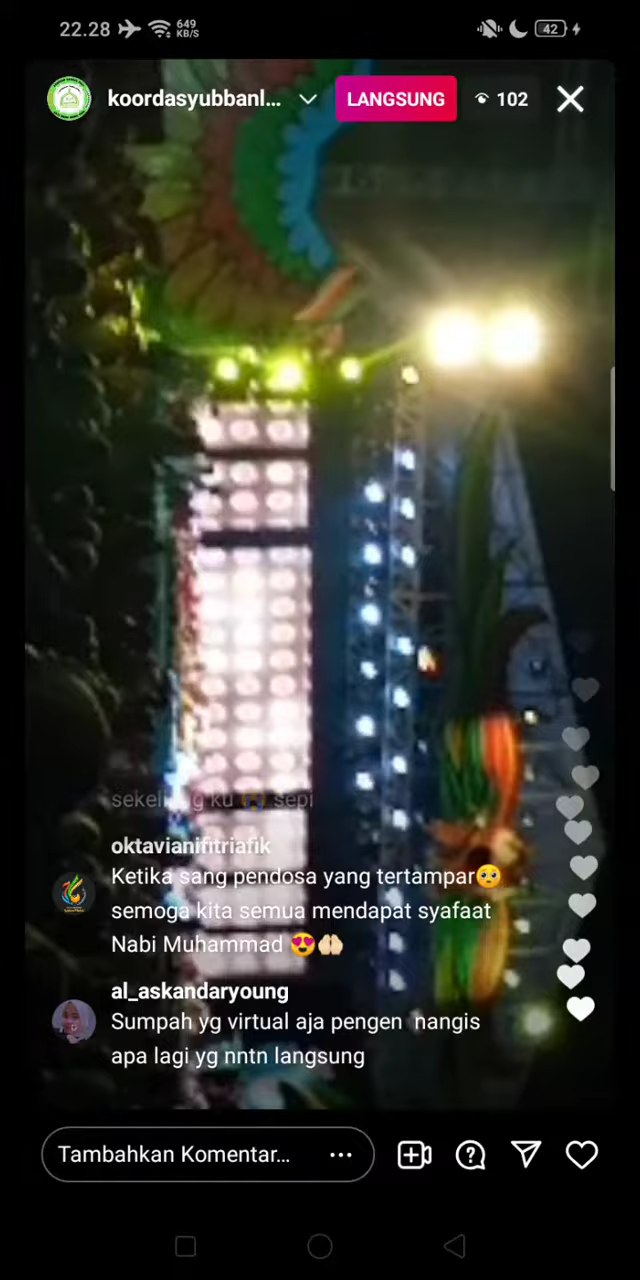 22.28 649 KB/S 42
koordasyubbanl... LANGSUNG 102
sepi
oktavianifitriafik
Ketika sang pendosa yang tertampar🥺
semoga kita semua mendapat syafaat
Nabi Muhammad 😍🤲🏻
al_askandaryoung
Sumpah yg virtual aja pengen nangis
apa lagi yg nntn langsung
Tambahkan Komentar...